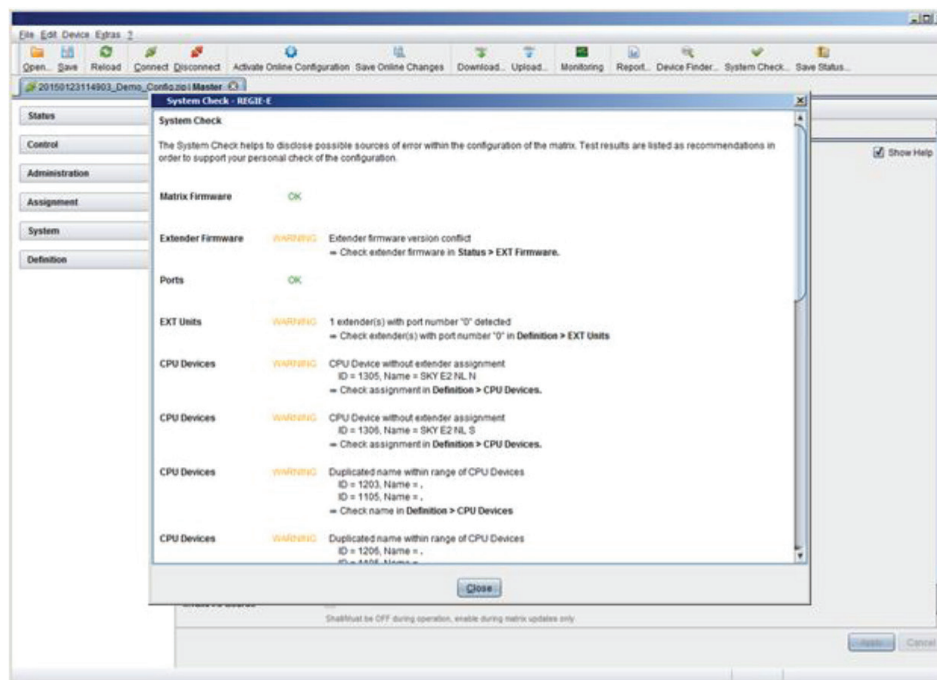 File Edit Device Extras ?
Open... Save Reload Connect Disconnect Activate Online Configuration Save Online Changes Download... Upload... Monitoring Report... Device Finder... System Check... Save Status...
20150123114903_Demo_Config.zip | Master
System Check - REGIE-E
Status
Control
Administration
Assignment
System
Definition
System Check
The System Check helps to disclose possible sources of error within the configuration of the matrix. Test results are listed as recommendations in
order to support your personal check of the configuration.
Show Help
Matrix Firmware OK
Extender Firmware WARNING Extender firmware version conflict
⇒ Check extender firmware in Status > EXT Firmware.
Ports OK
EXT Units WARNING 1 extender(s) with port number "0" detected
⇒ Check extender(s) with port number "0" in Definition > EXT Units
CPU Devices WARNING CPU Device without extender assignment
ID = 1305, Name = SKY E2 NL N
⇒ Check assignment in Definition > CPU Devices.
CPU Devices WARNING CPU Device without extender assignment
ID = 1306, Name = SKY E2 NL S
⇒ Check assignment in Definition > CPU Devices.
CPU Devices WARNING Duplicated name within range of CPU Devices
ID = 1203, Name = ,
ID = 1105, Name = ,
⇒ Check name in Definition > CPU Devices
CPU Devices WARNING Duplicated name within range of CPU Devices
ID = 1206, Name = ,
Close
Shall/Must be OFF during operation, enable during matrix updates only.
Apply Cancel